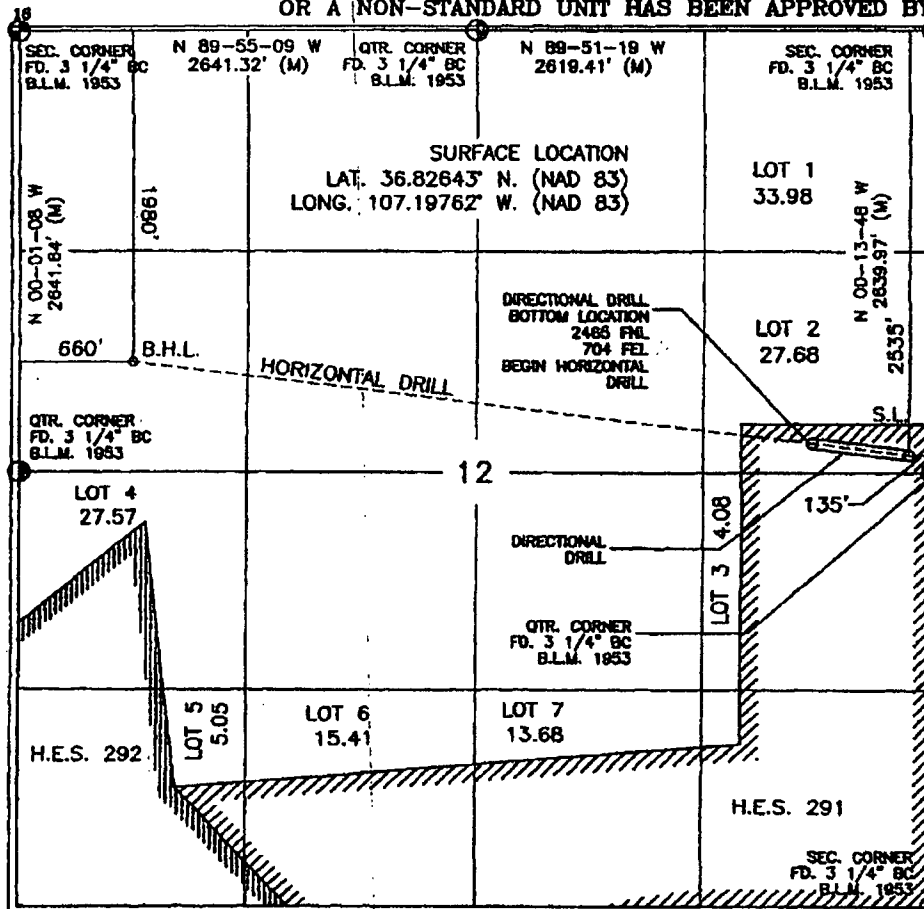 OR A NON-STANDARD UNIT HAS BEEN APPROVED BY
16
SEC. CORNER
FD. 3 1/4" BC
B.L.M. 1953
N 89-55-09 W
2641.32' (M)
QTR. CORNER
FD. 3 1/4" BC
B.L.M. 1953
N 89-51-19 W
2619.41' (M)
SEC. CORNER
FD. 3 1/4" BC
B.L.M. 1953
SURFACE LOCATION
LAT. 36.82643° N. (NAD 83)
LONG. 107.19762° W. (NAD 83)
LOT 1
33.98
N 00-01-08 W
2641.84' (M)
1980'
N 00-13-48 W
2639.97' (M)
DIRECTIONAL DRILL
BOTTOM LOCATION
2465 FNL
704 FEL
BEGIN HORIZONTAL
DRILL
LOT 2
27.68
2535'
660'
B.H.L.
HORIZONTAL DRILL
S.L.
QTR. CORNER
FD. 3 1/4" BC
B.L.M. 1953
12
LOT 4
27.57
135'
LOT 3 4.08
DIRECTIONAL
DRILL
QTR. CORNER
FD. 3 1/4" BC
B.L.M. 1953
LOT 5
5.05
LOT 6
15.41
LOT 7
13.68
H.E.S. 292
H.E.S. 291
SEC. CORNER
FD. 3 1/4" BC
B.L.M. 1953